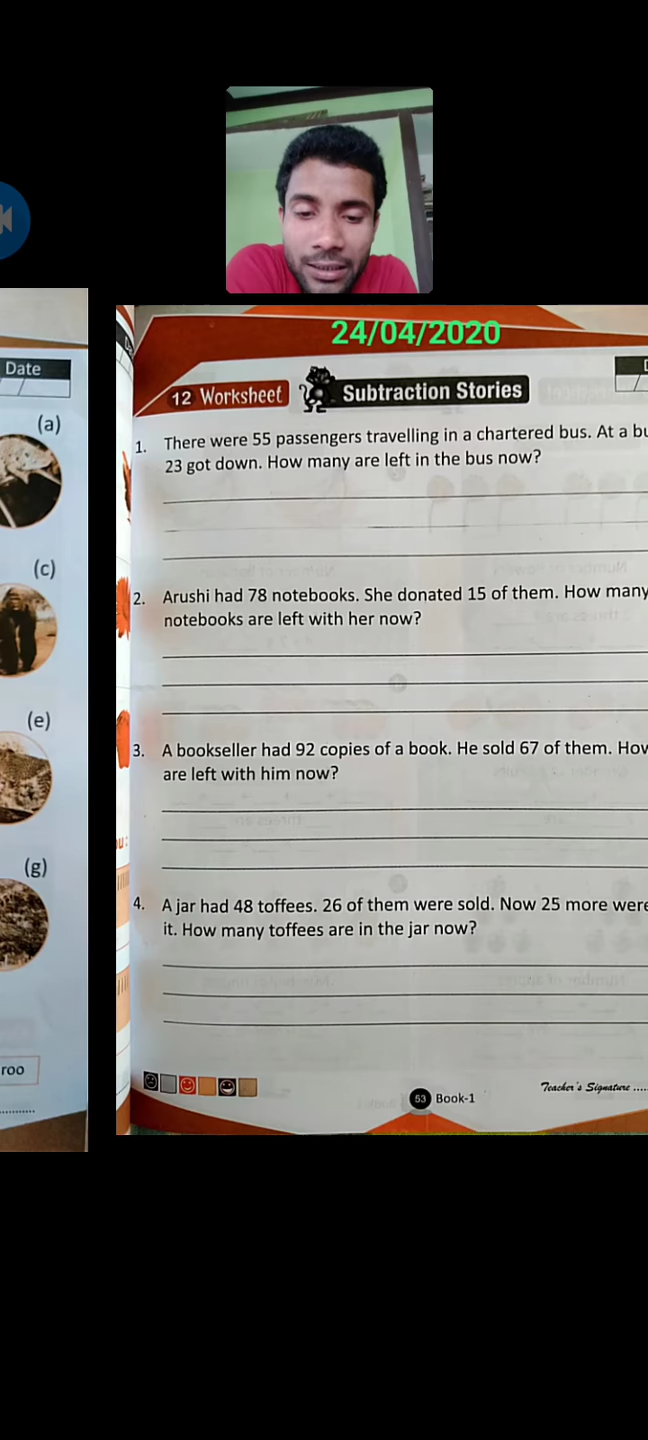 Date
(a)
(c)
(e)
(g)
roo
24/04/2020
12 Worksheet
Subtraction Stories
1. There were 55 passengers travelling in a chartered bus. At a bu
23 got down. How many are left in the bus now?
2. Arushi had 78 notebooks. She donated 15 of them. How many
notebooks are left with her now?
3. A bookseller had 92 copies of a book. He sold 67 of them. How
are left with him now?
4. A jar had 48 toffees. 26 of them were sold. Now 25 more were
it. How many toffees are in the jar now?
53 Book-1
Teacher's Signature .....